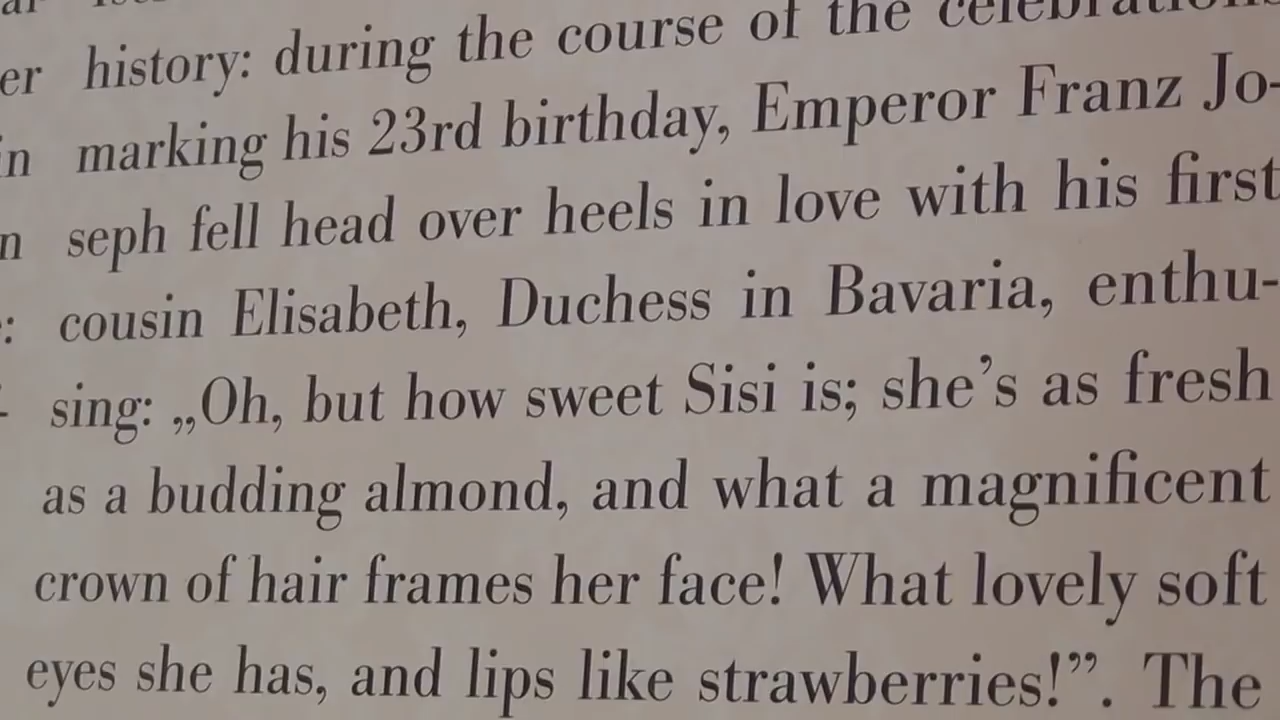 er history: during the course of the celebrations
in marking his 23rd birthday, Emperor Franz Jo-
n seph fell head over heels in love with his first
: cousin Elisabeth, Duchess in Bavaria, enthu-
- sing: „Oh, but how sweet Sisi is; she's as fresh
as a budding almond, and what a magnificent
crown of hair frames her face! What lovely soft
eyes she has, and lips like strawberries!”. The